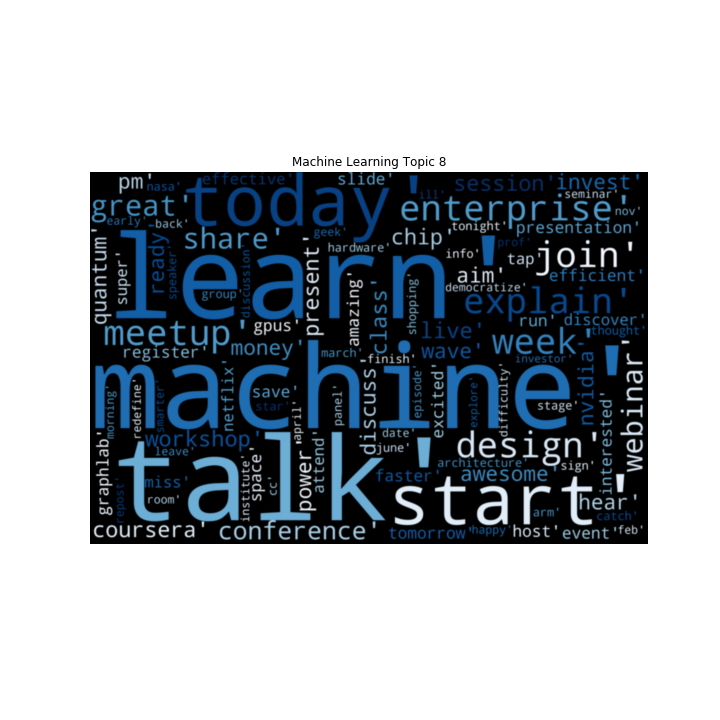 Machine Learning Topic 8
pm'
nasa'
effective'
slide'
session'
invest'
seminar'
great'
today'
ill'
enterprise'
nov'
early'
-back'
geek'
tonight'
presentation'
quantum'
super'
ready
speaker'
share'
discussion'
hardware'
chip'
info'
prof'
tap'
join'
learn'
group'
present'
amazing'
class'
shopping'
aim'
democratize'
efficient'
explain'
meetup'
gpus'
live'
run'
discover'
thought'
register'
money'
march'
-finish'
wave'
week-
investor'
nvidia
webinar'
machine'
morning'
redefine'
smarter'
netflix'
save'
star'
april'
panel'
discuss
date'
episode'
excited'
explore'
difficulty'
stage'
interested'
graphlab'
repost'
workshop'
leave'
miss'
room'
institute'
space'
cc'
power
attend'
june'
faster'
architecture'
awesome'
design'
sign'
talk'
start'
hear'
arm'
catch'
coursera'
conference'
tomorrow'
happy'
host'
event'
feb'